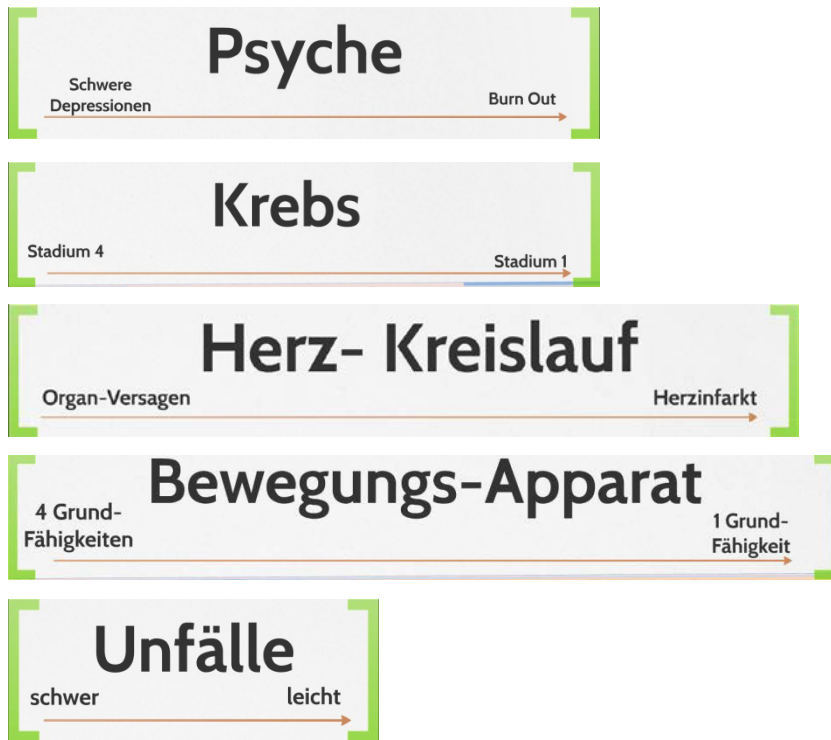 Psyche
Schwere
Depressionen
Burn Out
Krebs
Stadium 4
Stadium 1
Herz- Kreislauf
Organ-Versagen
Herzinfarkt
Bewegungs-Apparat
4 Grund-
Fähigkeiten
1 Grund-
Fähigkeit
Unfälle
schwer
leicht